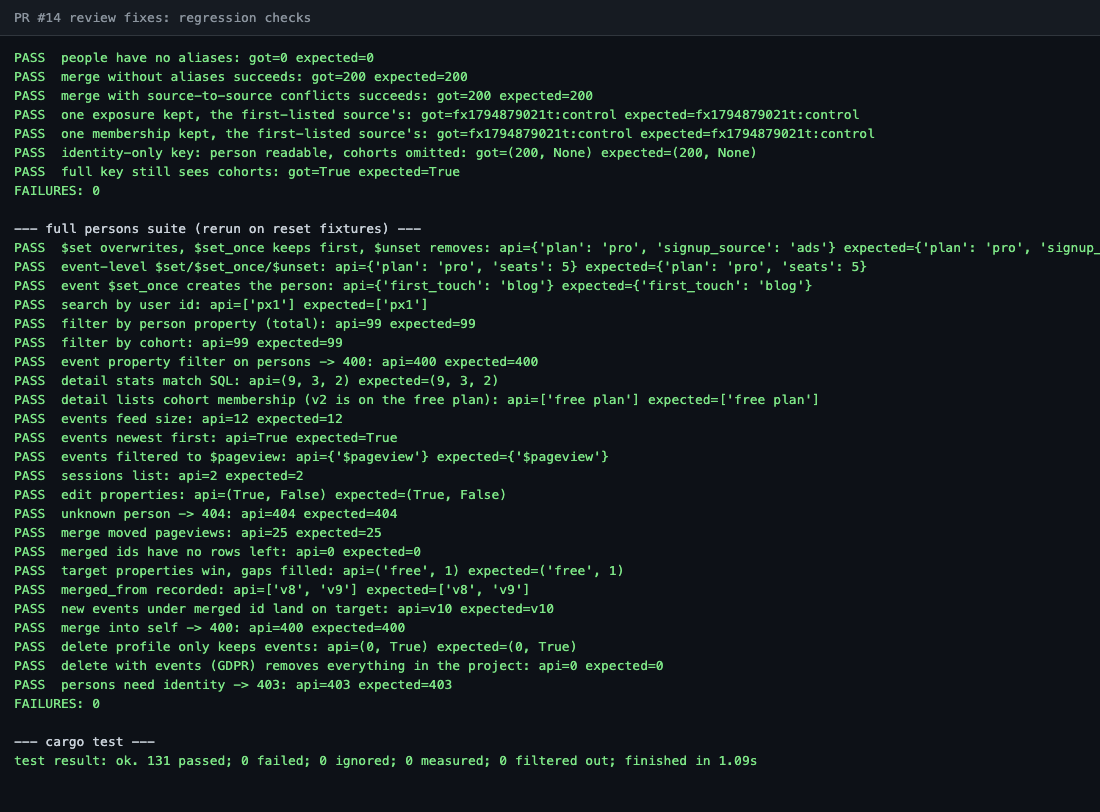 PR #14 review fixes: regression checks
PASS  people have no aliases: got=0 expected=0
PASS  merge without aliases succeeds: got=200 expected=200
PASS  merge with source-to-source conflicts succeeds: got=200 expected=200
PASS  one exposure kept, the first-listed source's: got=fx1794879021t:control expected=fx1794879021t:control
PASS  one membership kept, the first-listed source's: got=fx1794879021t:control expected=fx1794879021t:control
PASS  identity-only key: person readable, cohorts omitted: got=(200, None) expected=(200, None)
PASS  full key still sees cohorts: got=True expected=True
FAILURES: 0
--- full persons suite (rerun on reset fixtures) ---
PASS  $set overwrites, $set_once keeps first, $unset removes: api={'plan': 'pro', 'signup_source': 'ads'} expected={'plan': 'pro', 'signup_
PASS  event-level $set/$set_once/$unset: api={'plan': 'pro', 'seats': 5} expected={'plan': 'pro', 'seats': 5}
PASS  event $set_once creates the person: api={'first_touch': 'blog'} expected={'first_touch': 'blog'}
PASS  search by user id: api=['px1'] expected=['px1']
PASS  filter by person property (total): api=99 expected=99
PASS  filter by cohort: api=99 expected=99
PASS  event property filter on persons -> 400: api=400 expected=400
PASS  detail stats match SQL: api=(9, 3, 2) expected=(9, 3, 2)
PASS  detail lists cohort membership (v2 is on the free plan): api=['free plan'] expected=['free plan']
PASS  events feed size: api=12 expected=12
PASS  events newest first: api=True expected=True
PASS  events filtered to $pageview: api={'$pageview'} expected={'$pageview'}
PASS  sessions list: api=2 expected=2
PASS  edit properties: api=(True, False) expected=(True, False)
PASS  unknown person -> 404: api=404 expected=404
PASS  merge moved pageviews: api=25 expected=25
PASS  merged ids have no rows left: api=0 expected=0
PASS  target properties win, gaps filled: api=('free', 1) expected=('free', 1)
PASS  merged_from recorded: api=['v8', 'v9'] expected=['v8', 'v9']
PASS  new events under merged id land on target: api=v10 expected=v10
PASS  merge into self -> 400: api=400 expected=400
PASS  delete profile only keeps events: api=(0, True) expected=(0, True)
PASS  delete with events (GDPR) removes everything in the project: api=0 expected=0
PASS  persons need identity -> 403: api=403 expected=403
FAILURES: 0
--- cargo test ---
test result: ok. 131 passed; 0 failed; 0 ignored; 0 measured; 0 filtered out; finished in 1.09s